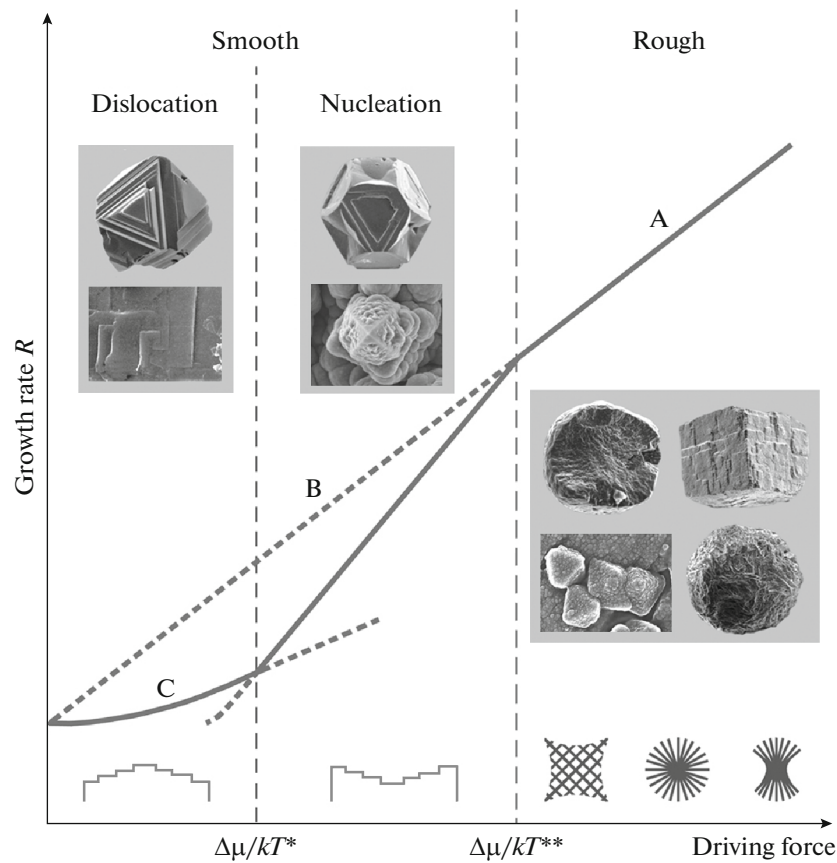 Smooth
Rough
Dislocation
Nucleation
A
B
C
Growth rate R
Δμ/kT*
Δμ/kT**
Driving force